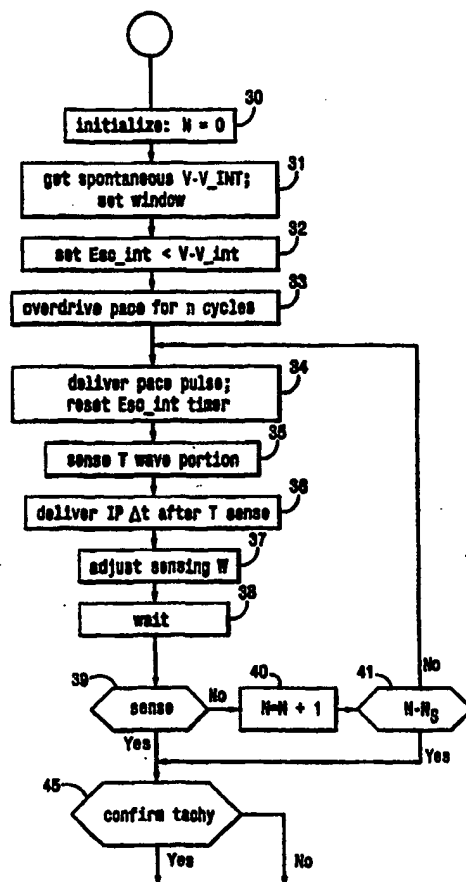 30
initialize: N = 0
31
get spontaneous V-V_INT;
set window
32
set Esc_int < V-V_int
33
overdrive pace for n cycles
34
deliver pace pulse;
reset Esc_int timer
35
sense T wave portion
36
deliver IP Δt after T sense
37
adjust sensing W
38
wait
39
sense
No
40
N=N + 1
41
N-NS
No
Yes
Yes
45
confirm tachy
Yes
No